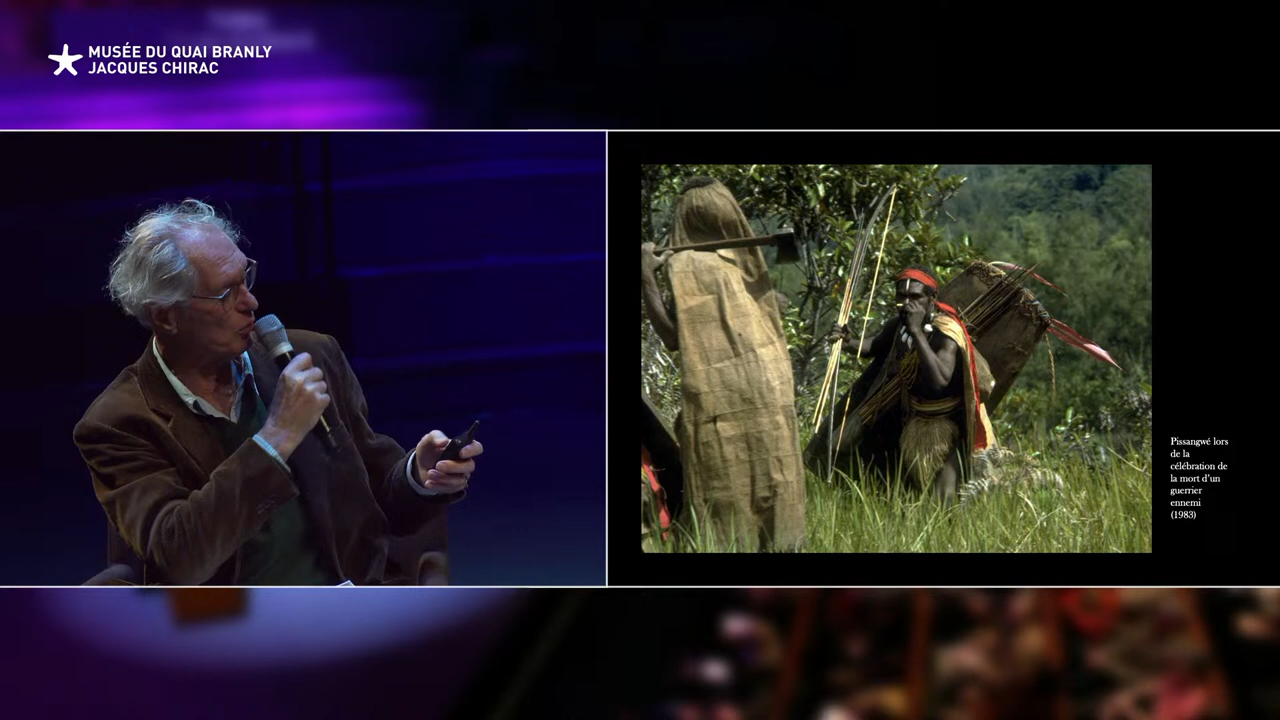 MUSÉE DU QUAI BRANLY
JACQUES CHIRAC
Pissangwé lors
de la
célébration de
la mort d'un
guerrier
ennemi
(1983)